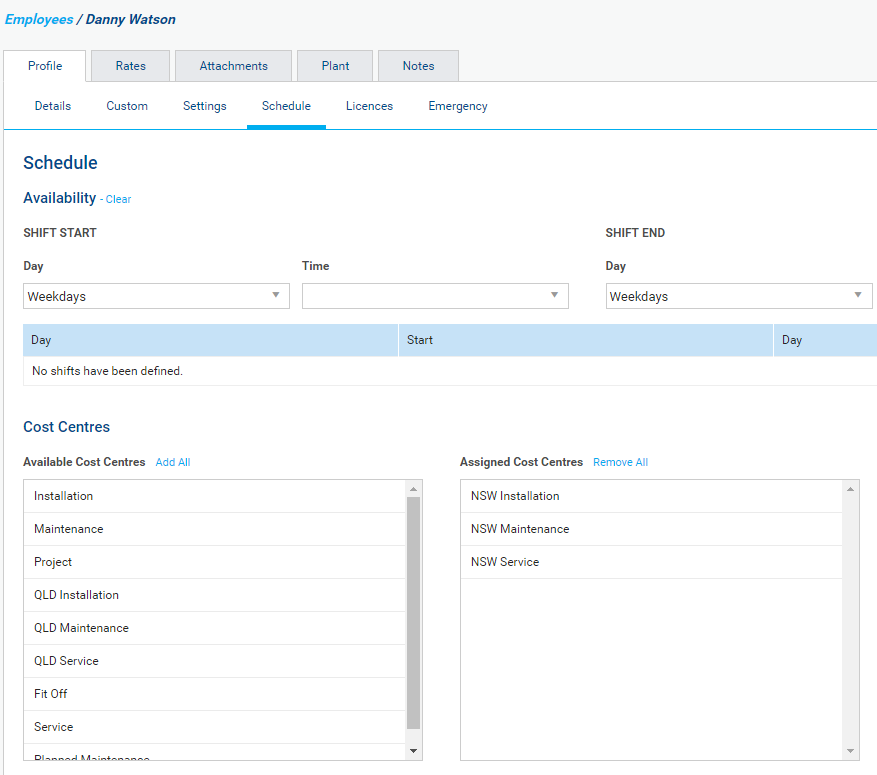 Employees / Danny Watson
Profile Rates Attachments Plant Notes
Details Custom Settings Schedule Licences Emergency
Schedule
Availability - Clear
SHIFT START SHIFT END
Day Time Day
Weekdays Weekdays
Day Start Day
No shifts have been defined.
Cost Centres
Available Cost Centres Add All Assigned Cost Centres Remove All
Installation NSW Installation
Maintenance NSW Maintenance
Project NSW Service
QLD Installation
QLD Maintenance
QLD Service
Fit Off
Service
Planned Maintenance